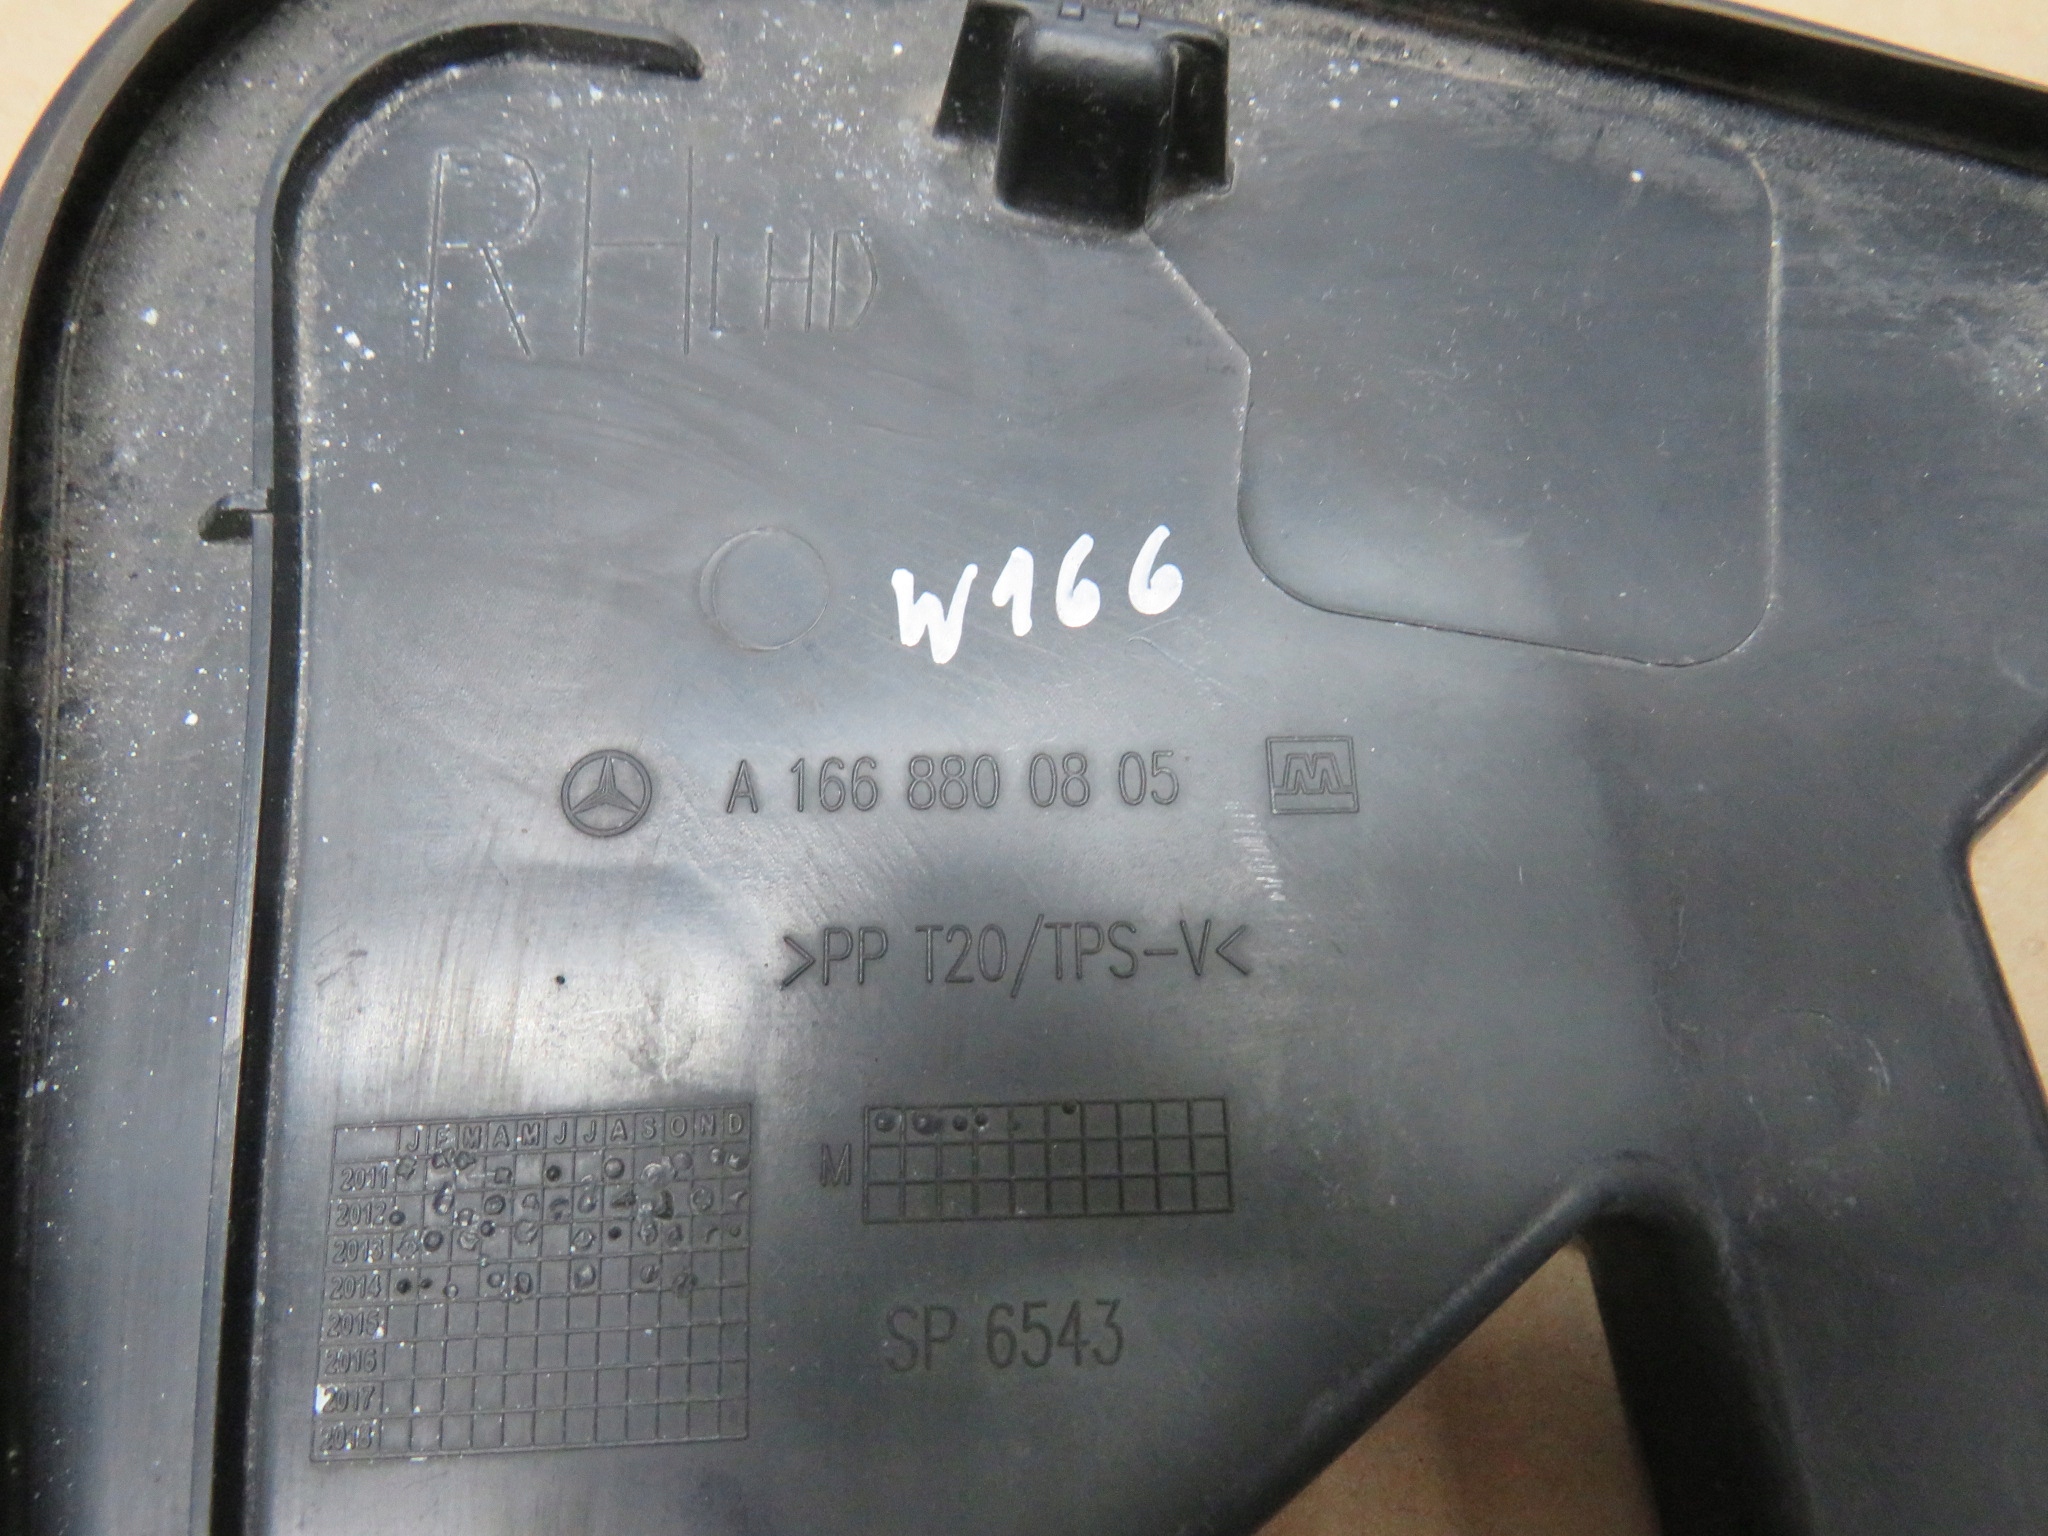 RH LHD
W166
A 166 880 08 05 M
>PP T20/TPS-V<
J F M A M J J A S O N D
2011
2012
2013
2014
2015
2016
2017
2018
M
SP 6543